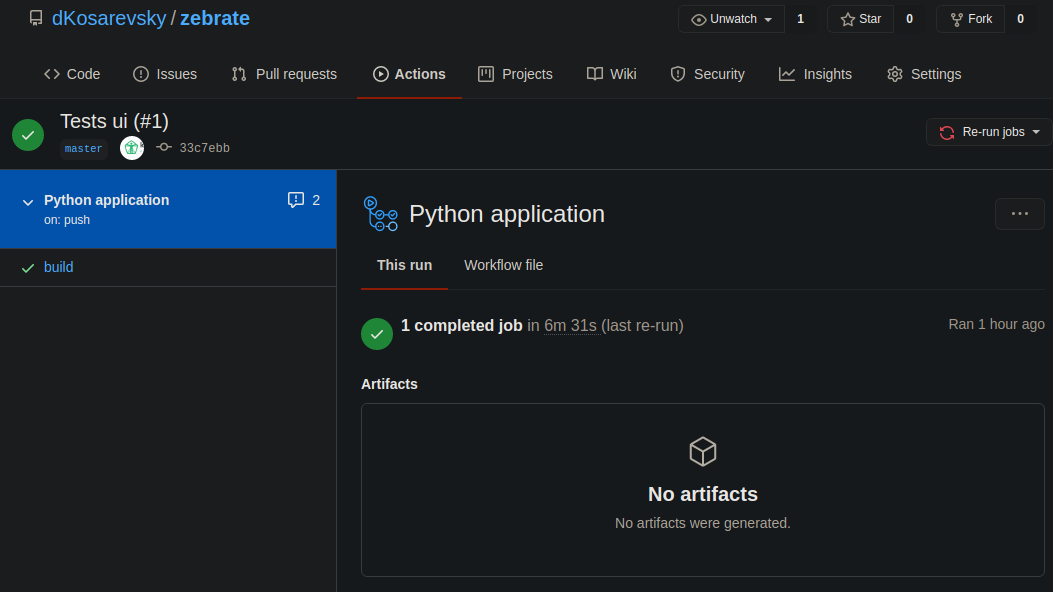 dKosarevsky / zebrate
Unwatch 1 Star 0 Fork 0
Code Issues Pull requests Actions Projects Wiki Security Insights Settings
Tests ui (#1)
master 33c7ebb
Re-run jobs
Python application 2
on: push
build
Python application
This run Workflow file
1 completed job in 6m 31s (last re-run)
Ran 1 hour ago
Artifacts
No artifacts
No artifacts were generated.